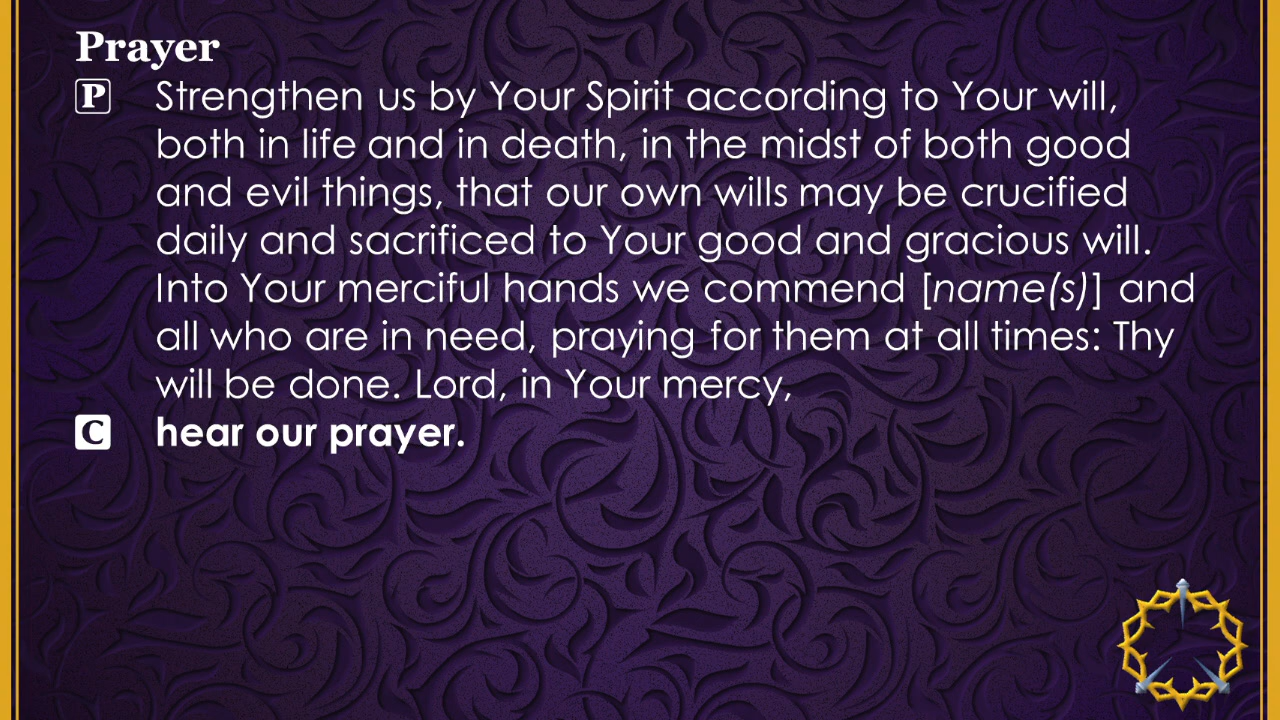 Prayer
P Strengthen us by Your Spirit according to Your will,
both in life and in death, in the midst of both good
and evil things, that our own wills may be crucified
daily and sacrificed to Your good and gracious will.
Into Your merciful hands we commend [name(s)] and
all who are in need, praying for them at all times: Thy
will be done. Lord, in Your mercy,
C hear our prayer.